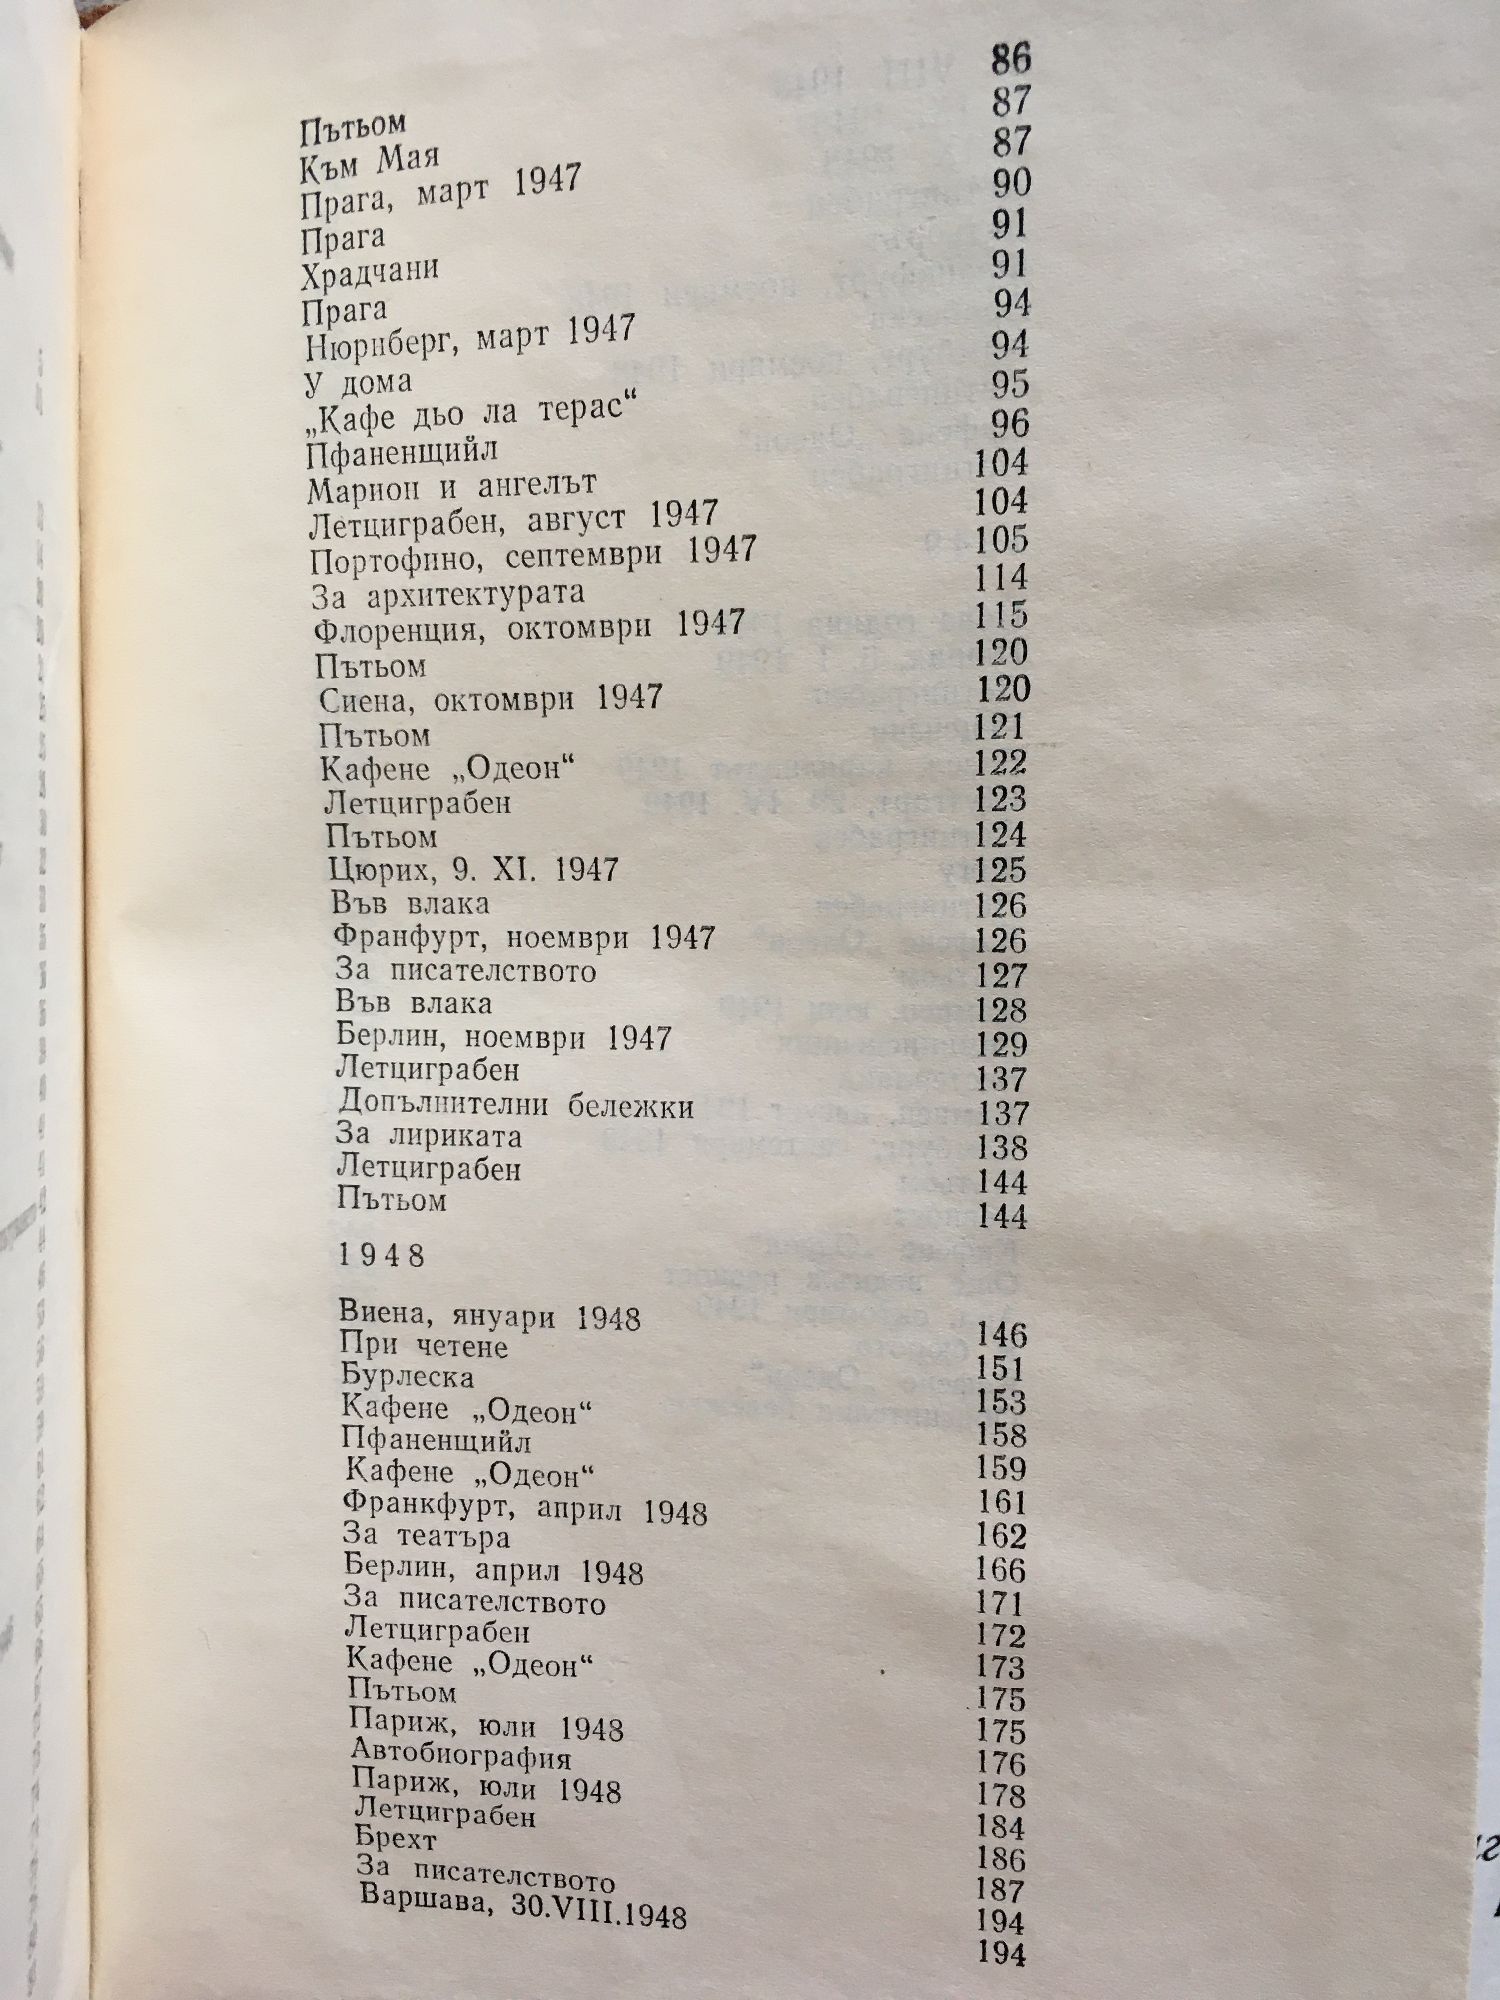 Пътьом 86
Към Мая 87
Прага, март 1947 87
Прага 90
Храдчани 91
Прага 91
Нюрнберг, март 1947 94
У дома 94
„Кафе дьо ла терас“ 95
Пфаненщийл 96
Марион и ангелът 104
Летциграбен, август 1947 104
Портофино, септември 1947 105
За архитектурата 114
Флоренция, октомври 1947 115
Пътьом 120
Сиена, октомври 1947 120
Пътьом 121
Кафене „Одеон“ 122
Летциграбен 123
Пътьом 124
Цюрих, 9. XI. 1947 125
Във влака 126
Франфурт, ноември 1947 126
За писателството 127
Във влака 128
Берлин, ноември 1947 129
Летциграбен 137
Допълнителни бележки 137
За лириката 138
Летциграбен 144
Пътьом 144
1948
Виена, януари 1948 146
При четене 151
Бурлеска 153
Кафене „Одеон“ 158
Пфаненщийл 159
Кафене „Одеон“ 161
Франкфурт, април 1948 162
За театъра 166
Берлин, април 1948 171
За писателството 172
Летциграбен 173
Кафене „Одеон“ 175
Пътьом 175
Париж, юли 1948 176
Автобиография 178
Париж, юли 1948 184
Летциграбен 186
Брехт 187
За писателството 194
Варшава, 30.VIII.1948 194